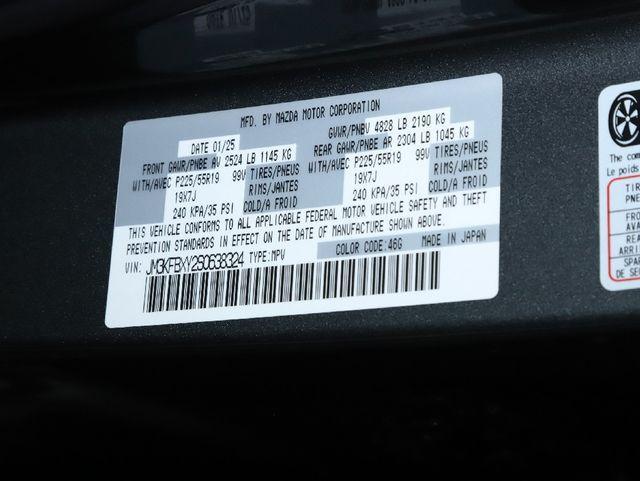 MFD. BY MAZDA MOTOR CORPORATION
DATE 01/25 GVWR/PNBV 4828 LB 2190 KG
FRONT GAWR/PNBE AV 2524 LB 1145 KG REAR GAWR/PNBE AR 2304 LB 1045 KG
WITH/AVEC P225/55R19 99V TIRES/PNEUS WITH/AVEC P225/55R19 99V TIRES/PNEUS
19X7J RIMS/JANTES 19X7J RIMS/JANTES
240 KPA/35 PSI COLD/A FROID 240 KPA/35 PSI COLD/A FROID
THIS VEHICLE CONFORMS TO ALL APPLICABLE FEDERAL MOTOR VEHICLE SAFETY AND THEFT
PREVENTION STANDARDS IN EFFECT ON THE DATE OF MANUFACTURE SHOWN ABOVE.
COLOR CODE:46G MADE IN JAPAN
VIN: JM3KFBXY2S0638324 TYPE:MPV
The
Le poids